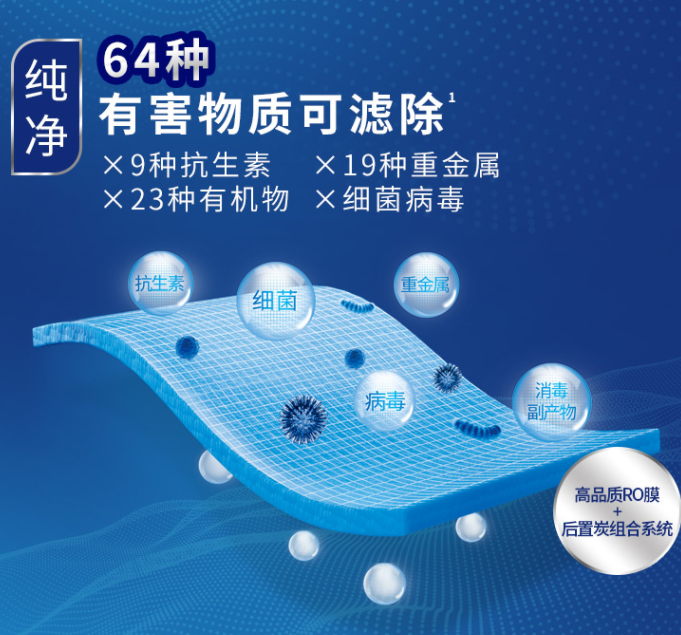 纯净
64种
有害物质可滤除¹
×9种抗生素 ×19种重金属
×23种有机物 ×细菌病毒
抗生素
细菌
重金属
病毒
消毒
副产物
高品质RO膜
+
后置炭组合系统